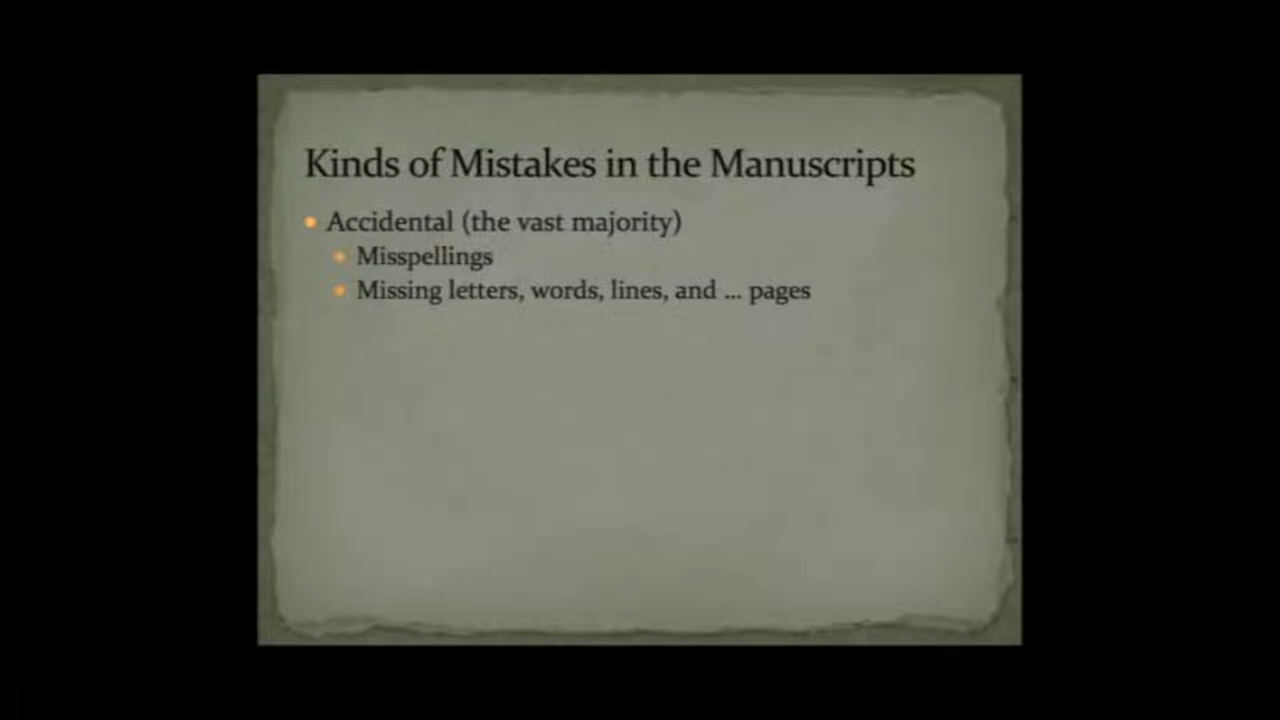 Kinds of Mistakes in the Manuscripts
Accidental (the vast majority)
Misspellings
Missing letters, words, lines, and ... pages